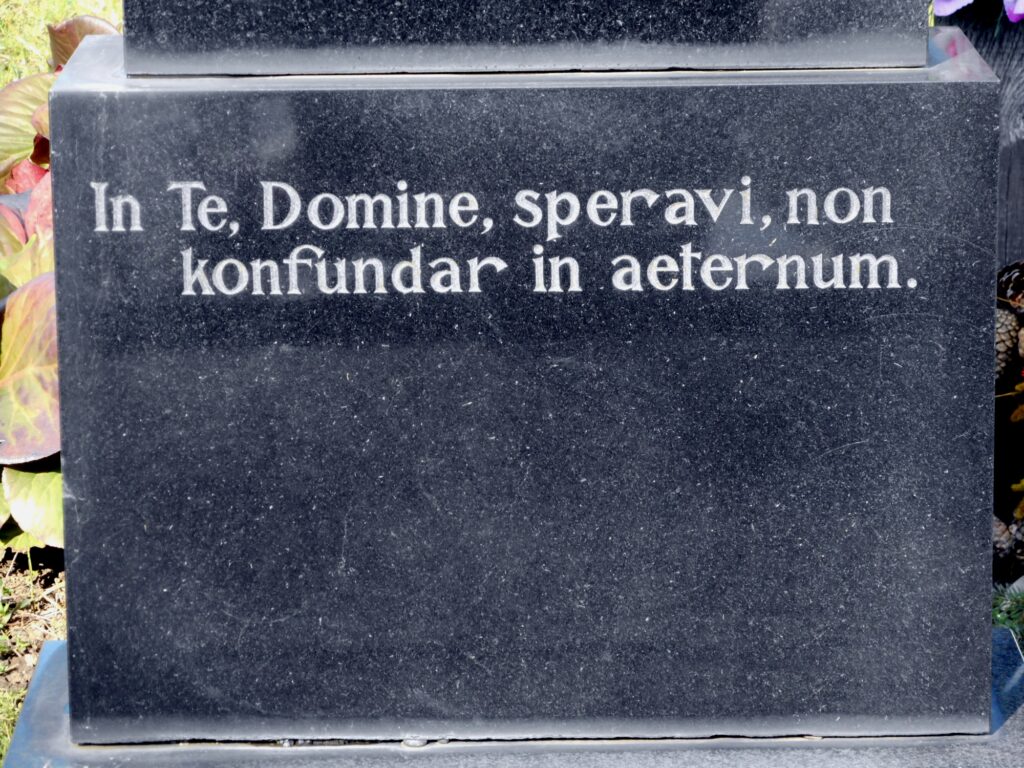 In Te, Domine, speravi, non
konfundar in aeternum.